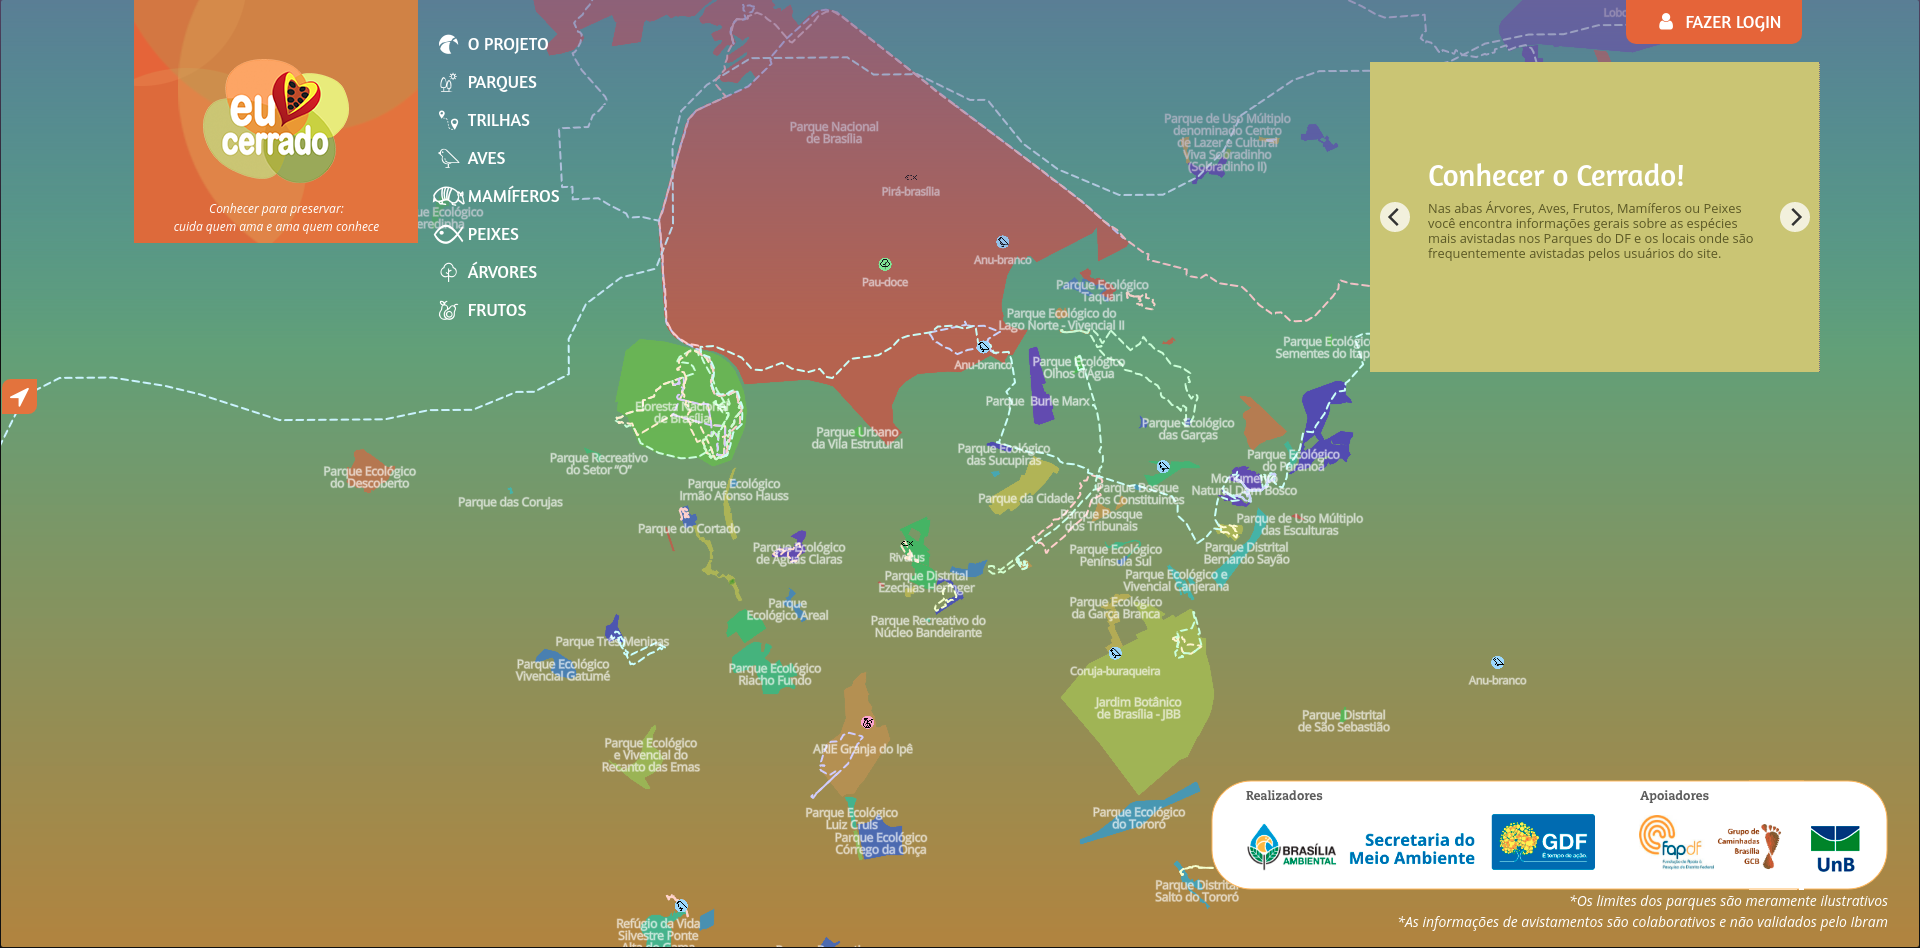 eu
cerrado
Conhecer para preservar:
cuida quem ama e ama quem conhece
O PROJETO
PARQUES
TRILHAS
AVES
MAMÍFEROS
PEIXES
ÁRVORES
FRUTOS
FAZER LOGIN
Conhecer o Cerrado!
Nas abas Árvores, Aves, Frutos, Mamíferos ou Peixes
você encontra informações gerais sobre as espécies
mais avistadas nos Parques do DF e os locais onde são
frequentemente avistadas pelos usuários do site.
Parque Nacional
de Brasília
Pirá-brasília
Anu-branco
Pau-doce
Parque de Uso Múltiplo
denominado Centro
de Lazer e Cultural
Viva Sobradinho
(Sobradinho II)
Parque Ecológico
Taquari
Parque Ecológico do
Lago Norte - Vivencial II
Parque Ecológico
Sementes do Itap
Anu-branco
Parque Ecológico
Olhos d'Agua
Parque Burle Marx
Floresta Nacional
de Brasília
Parque Urbano
da Vila Estrutural
Parque Ecológico
das Garças
Parque Ecológico
das Sucupiras
Parque Ecológico
do Paranoá
Parque Recreativo
do Setor "O"
Parque Ecológico
do Descoberto
Parque das Corujas
Parque Ecológico
Irmão Afonso Hauss
Parque da Cidade
Parque Bosque
dos Constituintes
Monumento
Natural Dom Bosco
Parque Bosque
dos Tribunais
Parque de Uso Múltiplo
das Esculturas
Parque do Cortado
Parque Ecológico
de Águas Claras
Rivulus
Parque Ecológico
Península Sul
Parque Distrital
Bernardo Sayão
Parque Distrital
Ezechias Heringer
Parque Ecológico e
Vivencial Canjerana
Parque
Ecológico Areal
Parque Ecológico
da Garça Branca
Parque Recreativo do
Núcleo Bandeirante
Parque Três Meninas
Parque Ecológico
Vivencial Gatumé
Parque Ecológico
Riacho Fundo
Coruja-buraqueira
Anu-branco
Jardim Botânico
de Brasília - JBB
Parque Distrital
de São Sebastião
Parque Ecológico
e Vivencial do
Recanto das Emas
ARIE Granja do Ipê
Parque Ecológico
Luiz Cruls
Parque Ecológico
Córrego da Onça
Parque Ecológico
do Tororó
Parque Distrital
Salto do Tororó
Refúgio da Vida
Silvestre Ponte
Alta do Gama
Realizadores
Apoiadores
BRASÍLIA
AMBIENTAL
Secretaria do
Meio Ambiente
GDF
É tempo de ação.
fapdf
Grupo de
Caminhadas
Brasília
GCB
UnB
*Os limites dos parques são meramente ilustrativos
*As informações de avistamentos são colaborativos e não validados pelo Ibram